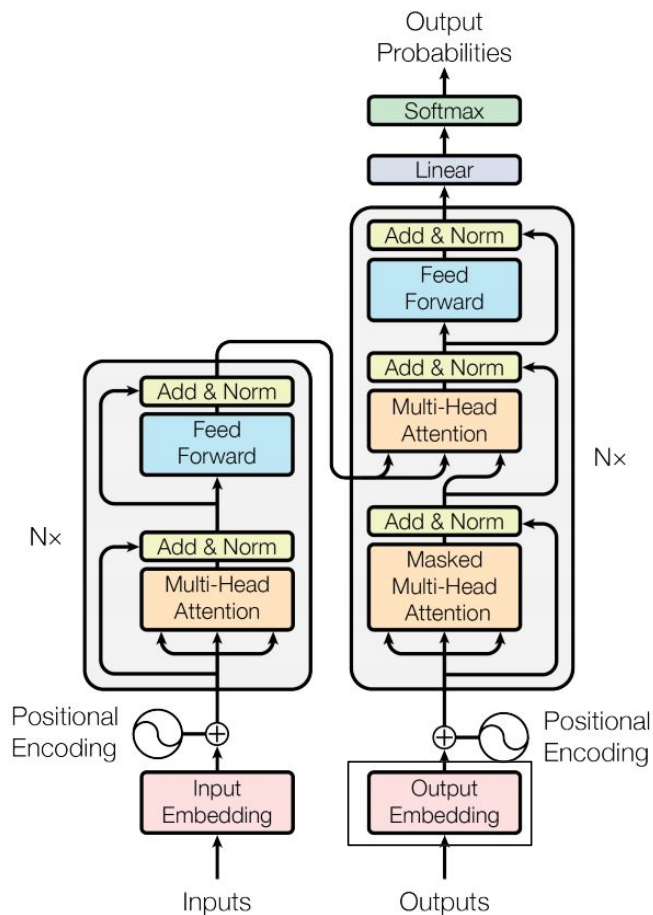 Output
Probabilities
Softmax
Linear
Add & Norm
Feed
Forward
Add & Norm
Multi-Head
Attention
Add & Norm
Masked
Multi-Head
Attention
Nx
Positional
Encoding
Output
Embedding
Outputs
Add & Norm
Feed
Forward
Add & Norm
Multi-Head
Attention
Nx
Positional
Encoding
Input
Embedding
Inputs